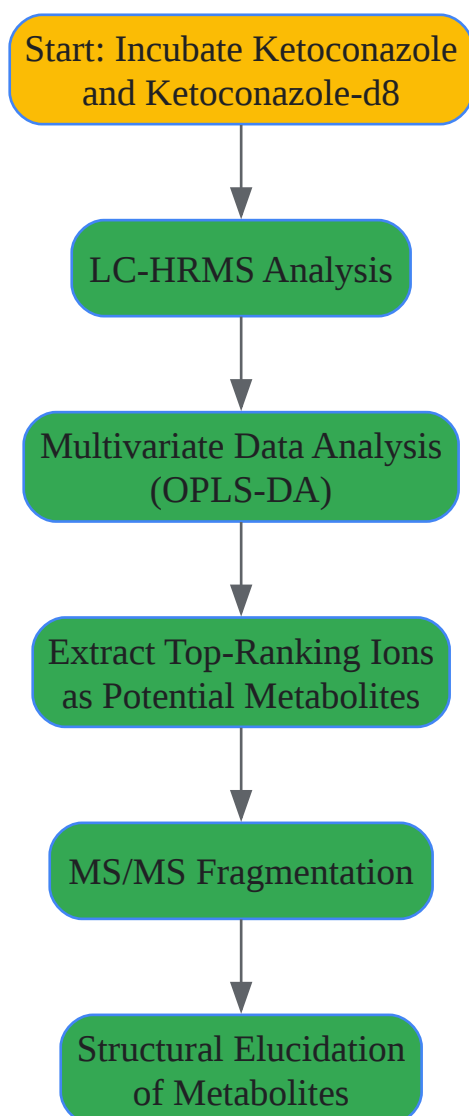 Start: Incubate Ketoconazole
and Ketoconazole-d8
LC-HRMS Analysis
Multivariate Data Analysis
(OPLS-DA)
Extract Top-Ranking Ions
as Potential Metabolites
MS/MS Fragmentation
Structural Elucidation
of Metabolites